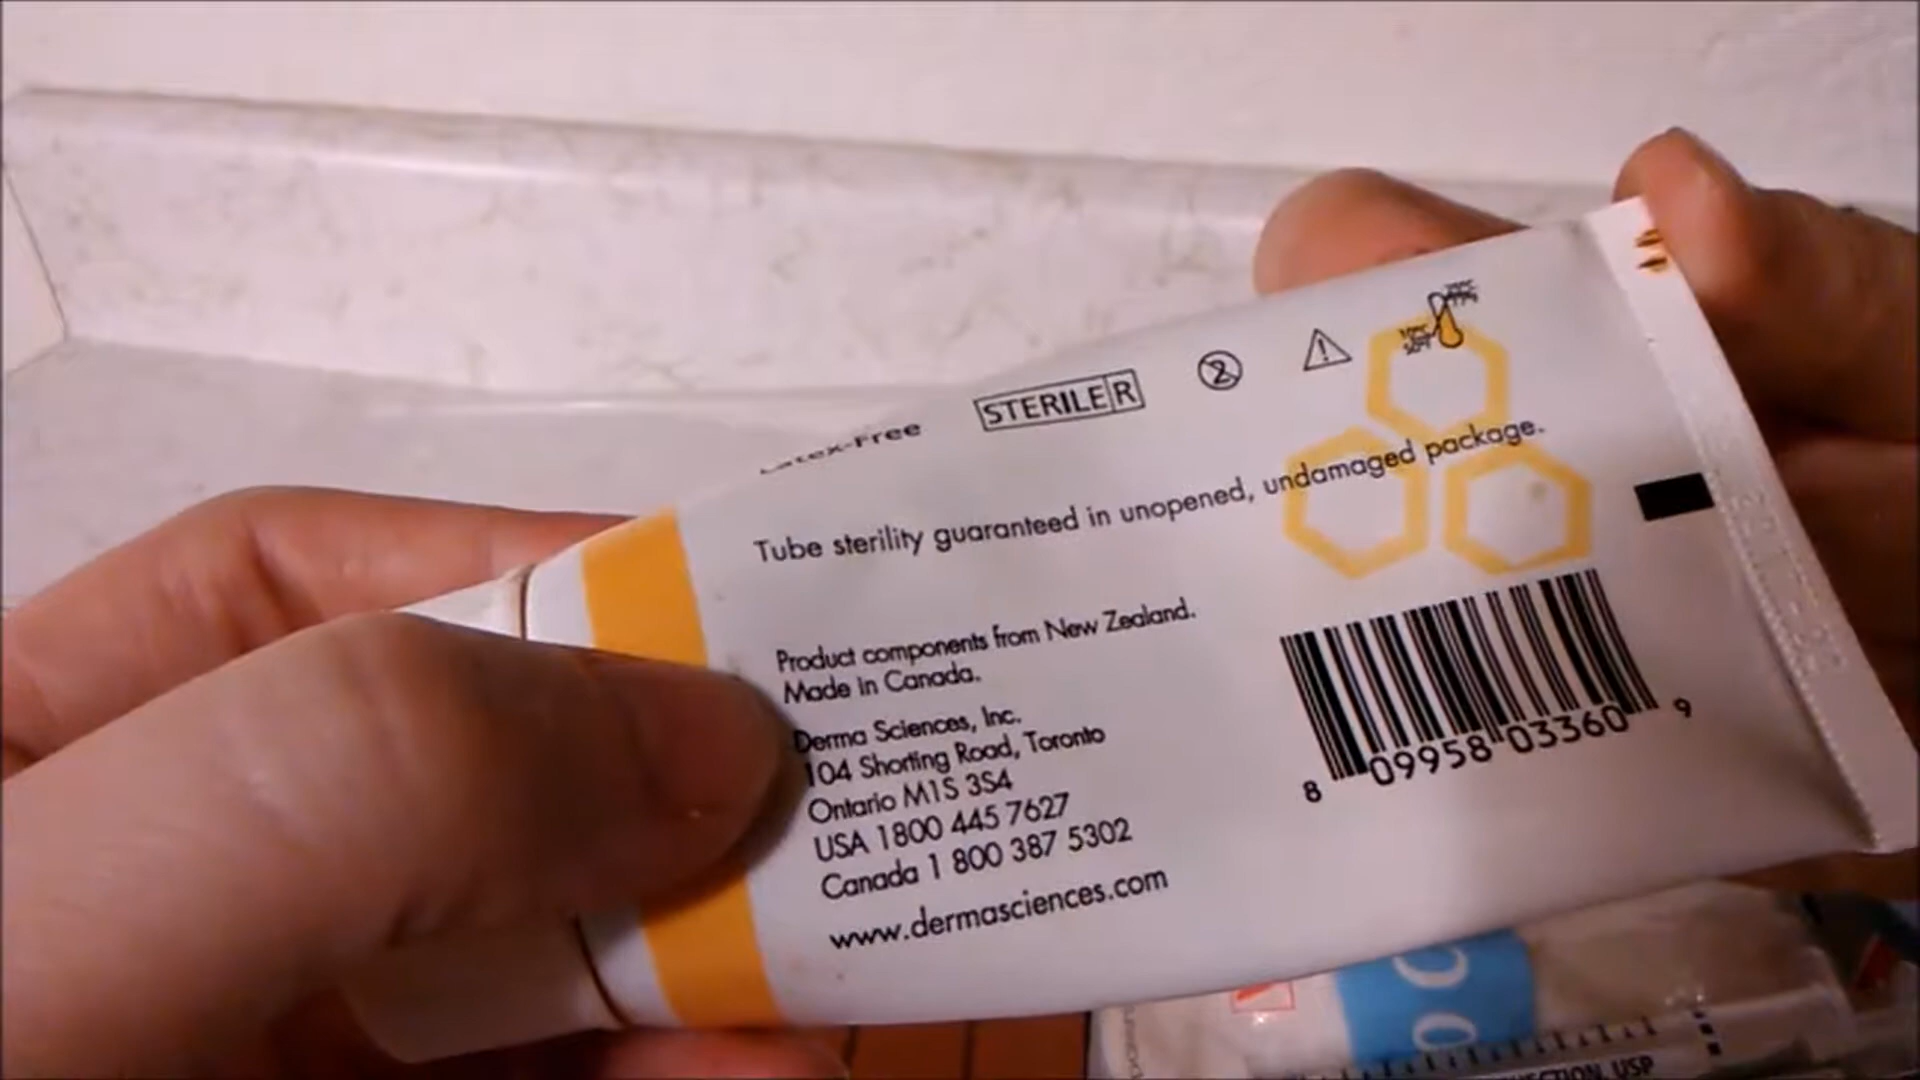 Latex-Free
STERILE R
2
Tube sterility guaranteed in unopened, undamaged package.
Product components from New Zealand.
Made in Canada.
Derma Sciences, Inc.
104 Shorting Road, Toronto
Ontario M1S 3S4
USA 1800 445 7627
Canada 1 800 387 5302
www.dermasciences.com
8 09958 03360 9
USP